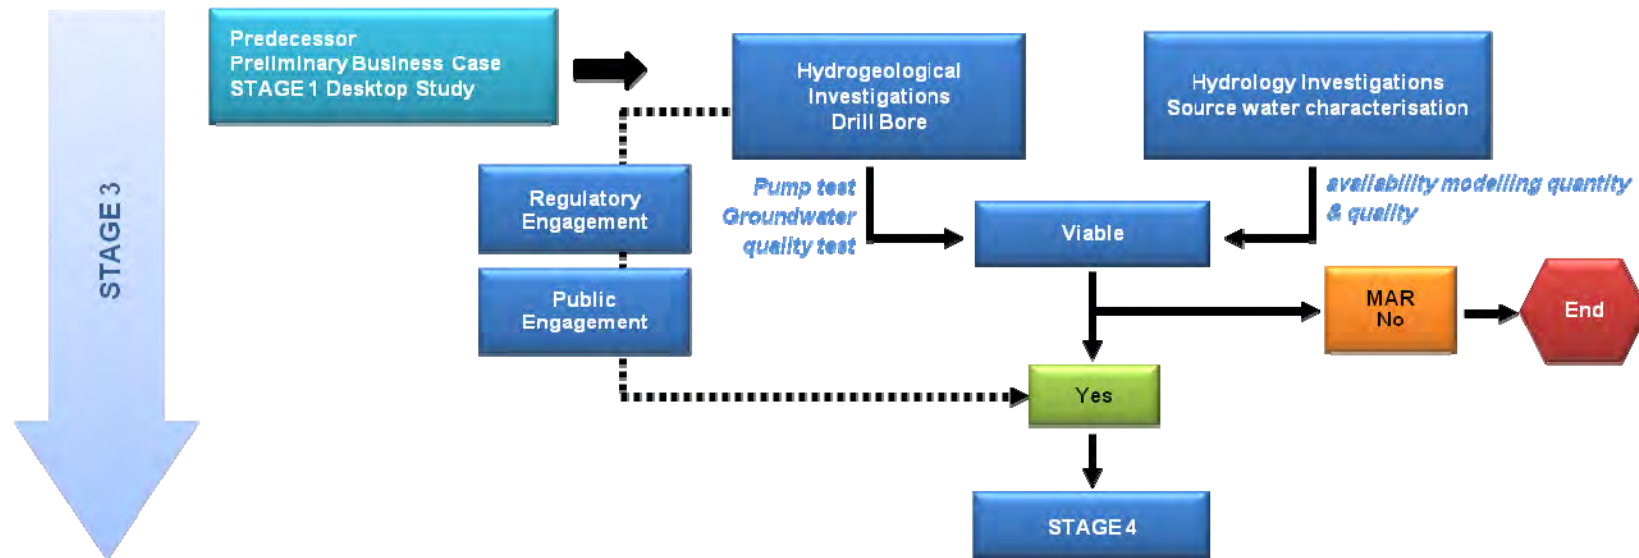 STAGE 3
Predecessor
Preliminary Business Case
STAGE 1 Desktop Study
Hydrogeological
Investigations
Drill Bore
Hydrology Investigations
Source water characterisation
Regulatory
Engagement
Public
Engagement
Pump test
Groundwater
quality test
availability modelling quantity
& quality
Viable
MAR
No
End
Yes
STAGE 4